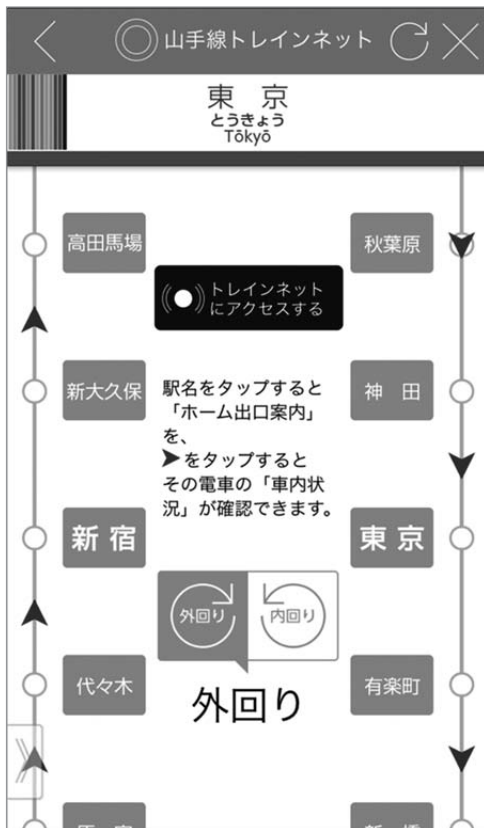 山手線トレインネット
東京
とうきょう
Tōkyō
高田馬場
秋葉原
トレインネット
にアクセスする
新大久保
神田
駅名をタップすると
「ホーム出口案内」
を、
➤をタップすると
その電車の「車内状
況」が確認できます。
新宿
東京
外回り
内回り
代々木
有楽町
外回り